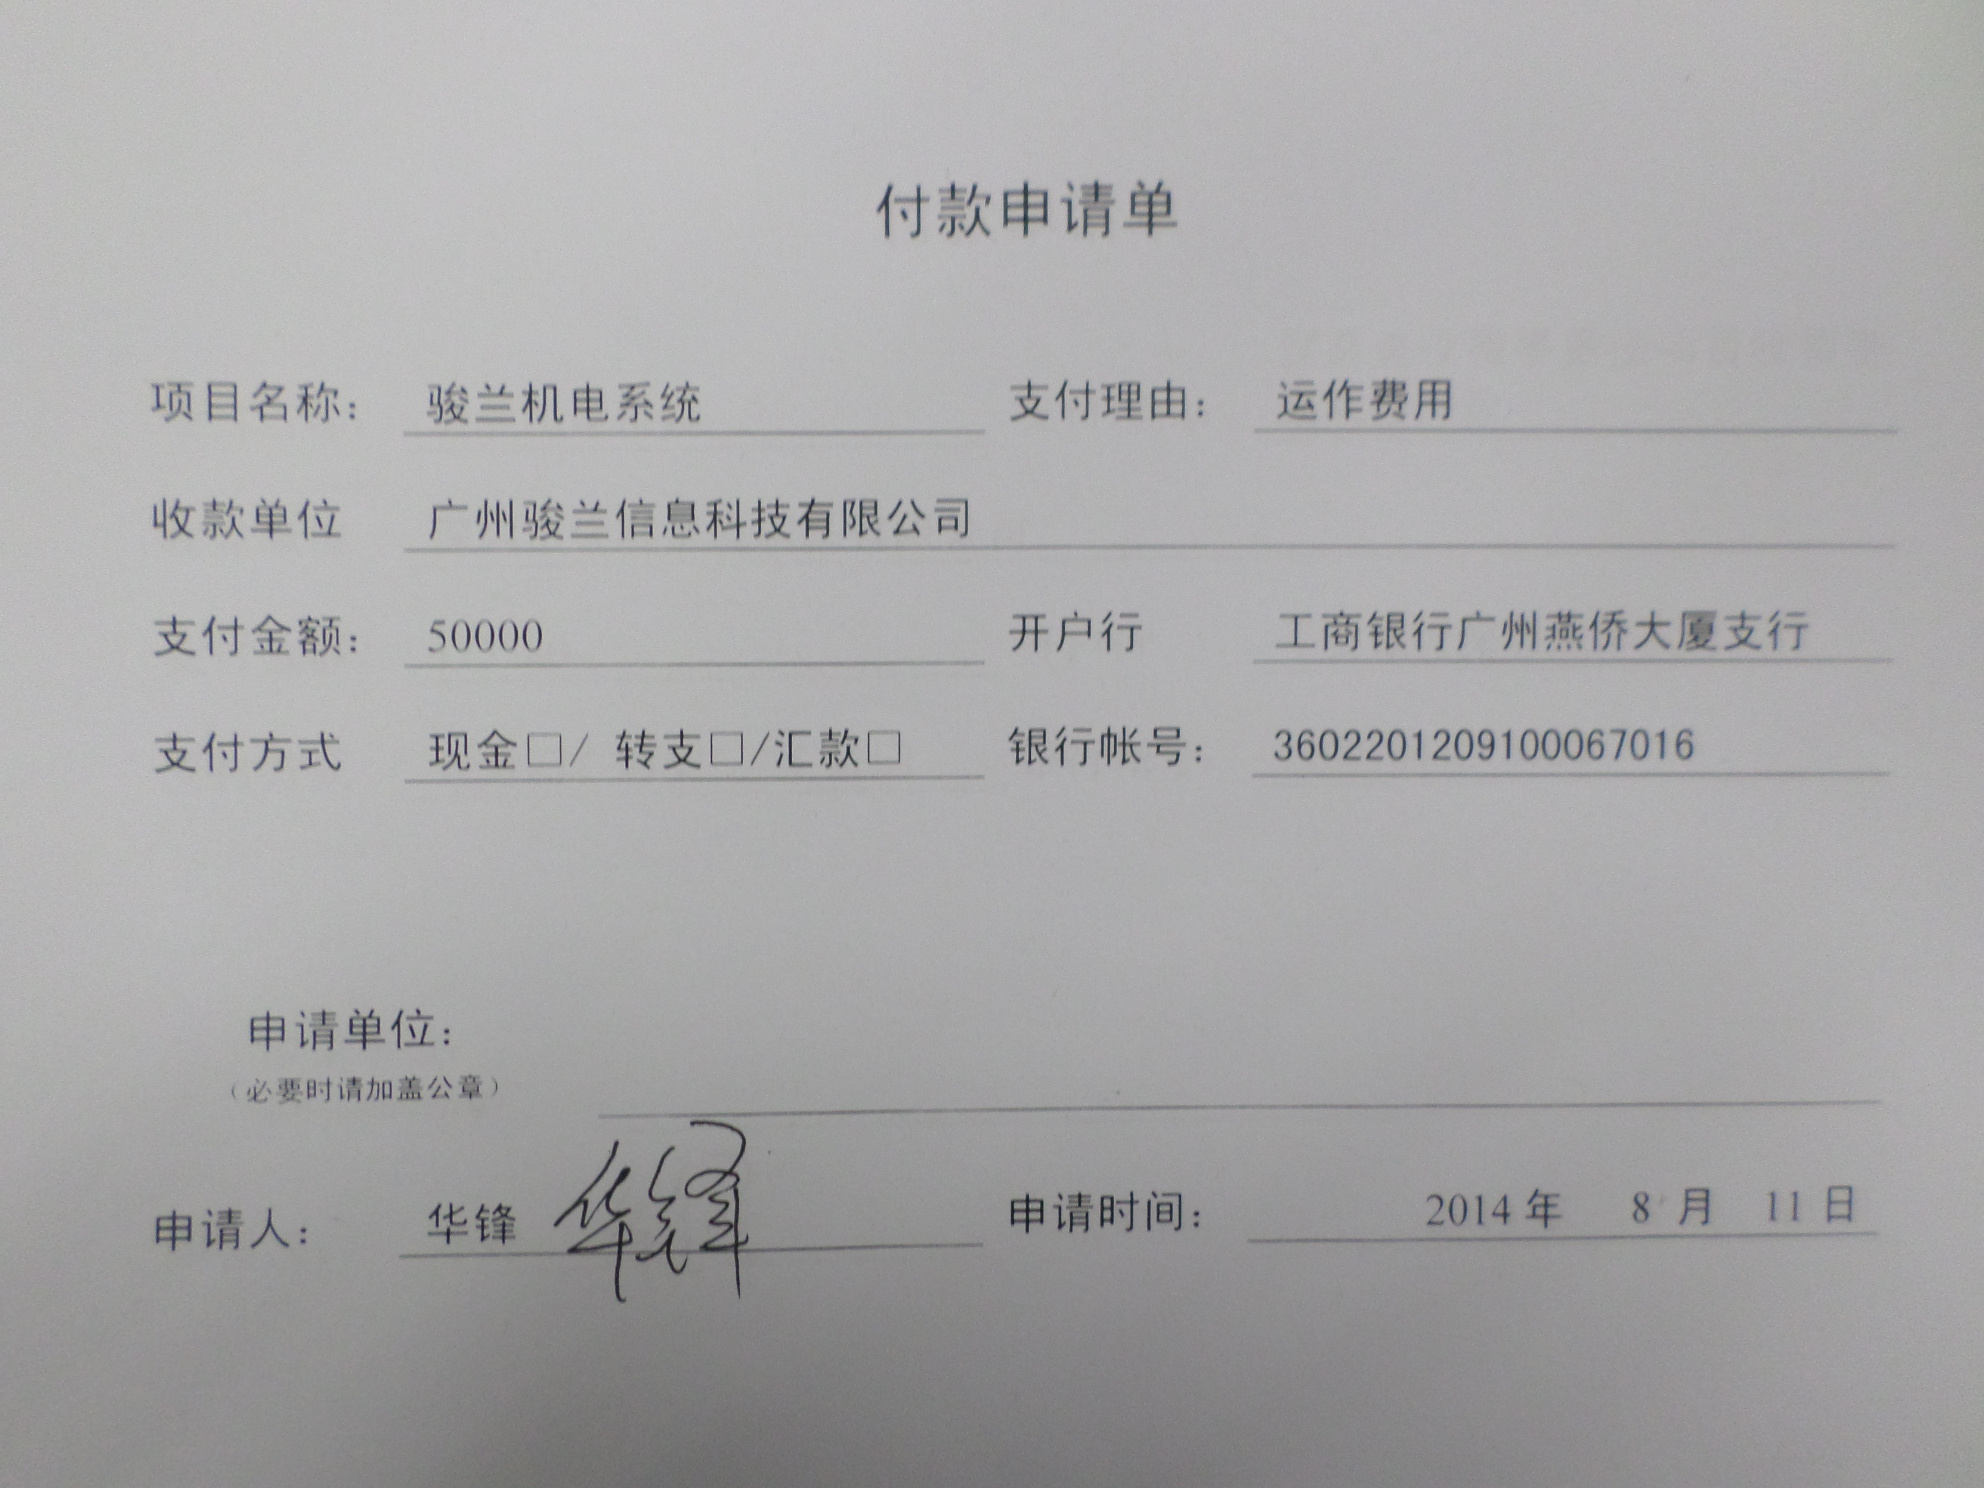 付款申请单
项目名称： 骏兰机电系统 支付理由： 运作费用
收款单位 广州骏兰信息科技有限公司
支付金额： 50000 开户行 工商银行广州燕侨大厦支行
支付方式 现金□/ 转支□/汇款□ 银行帐号： 3602201209100067016
申请单位：
（必要时请加盖公章）
申请人： 华锋 华锋 申请时间： 2014 年 8 月 11 日